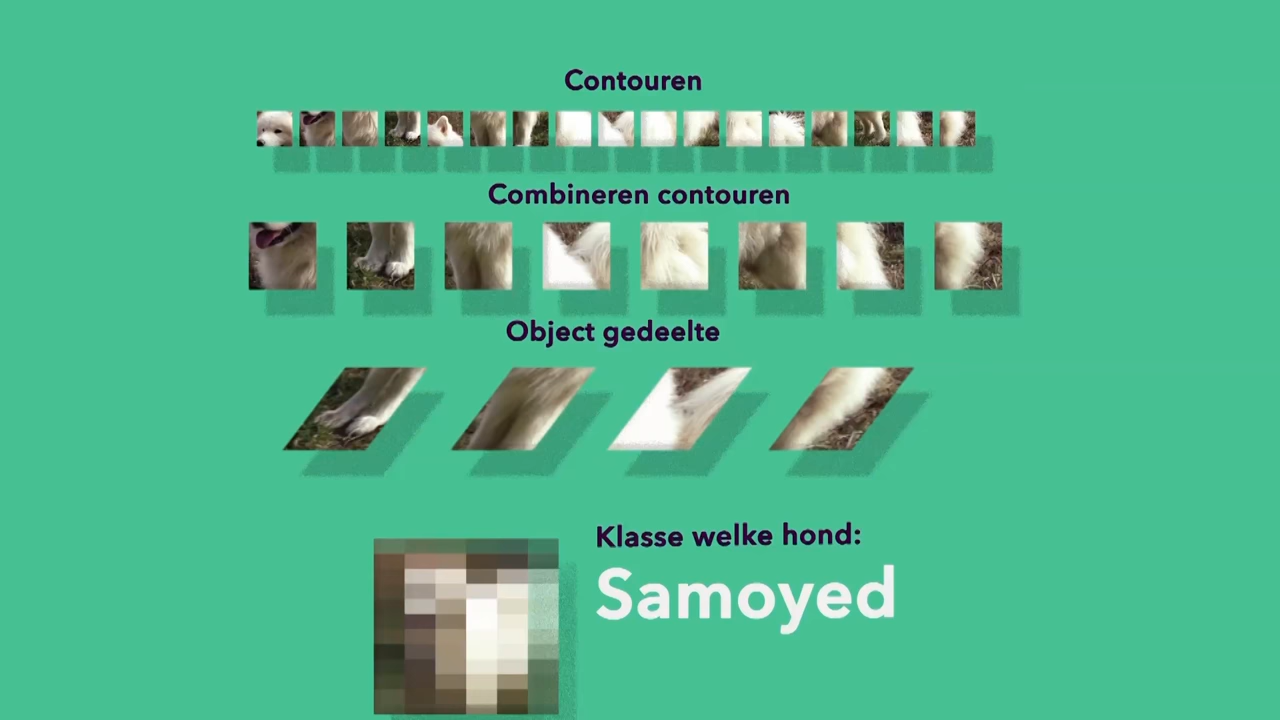 Contouren
Combineren contouren
Object gedeelte
Klasse welke hond:
Samoyed